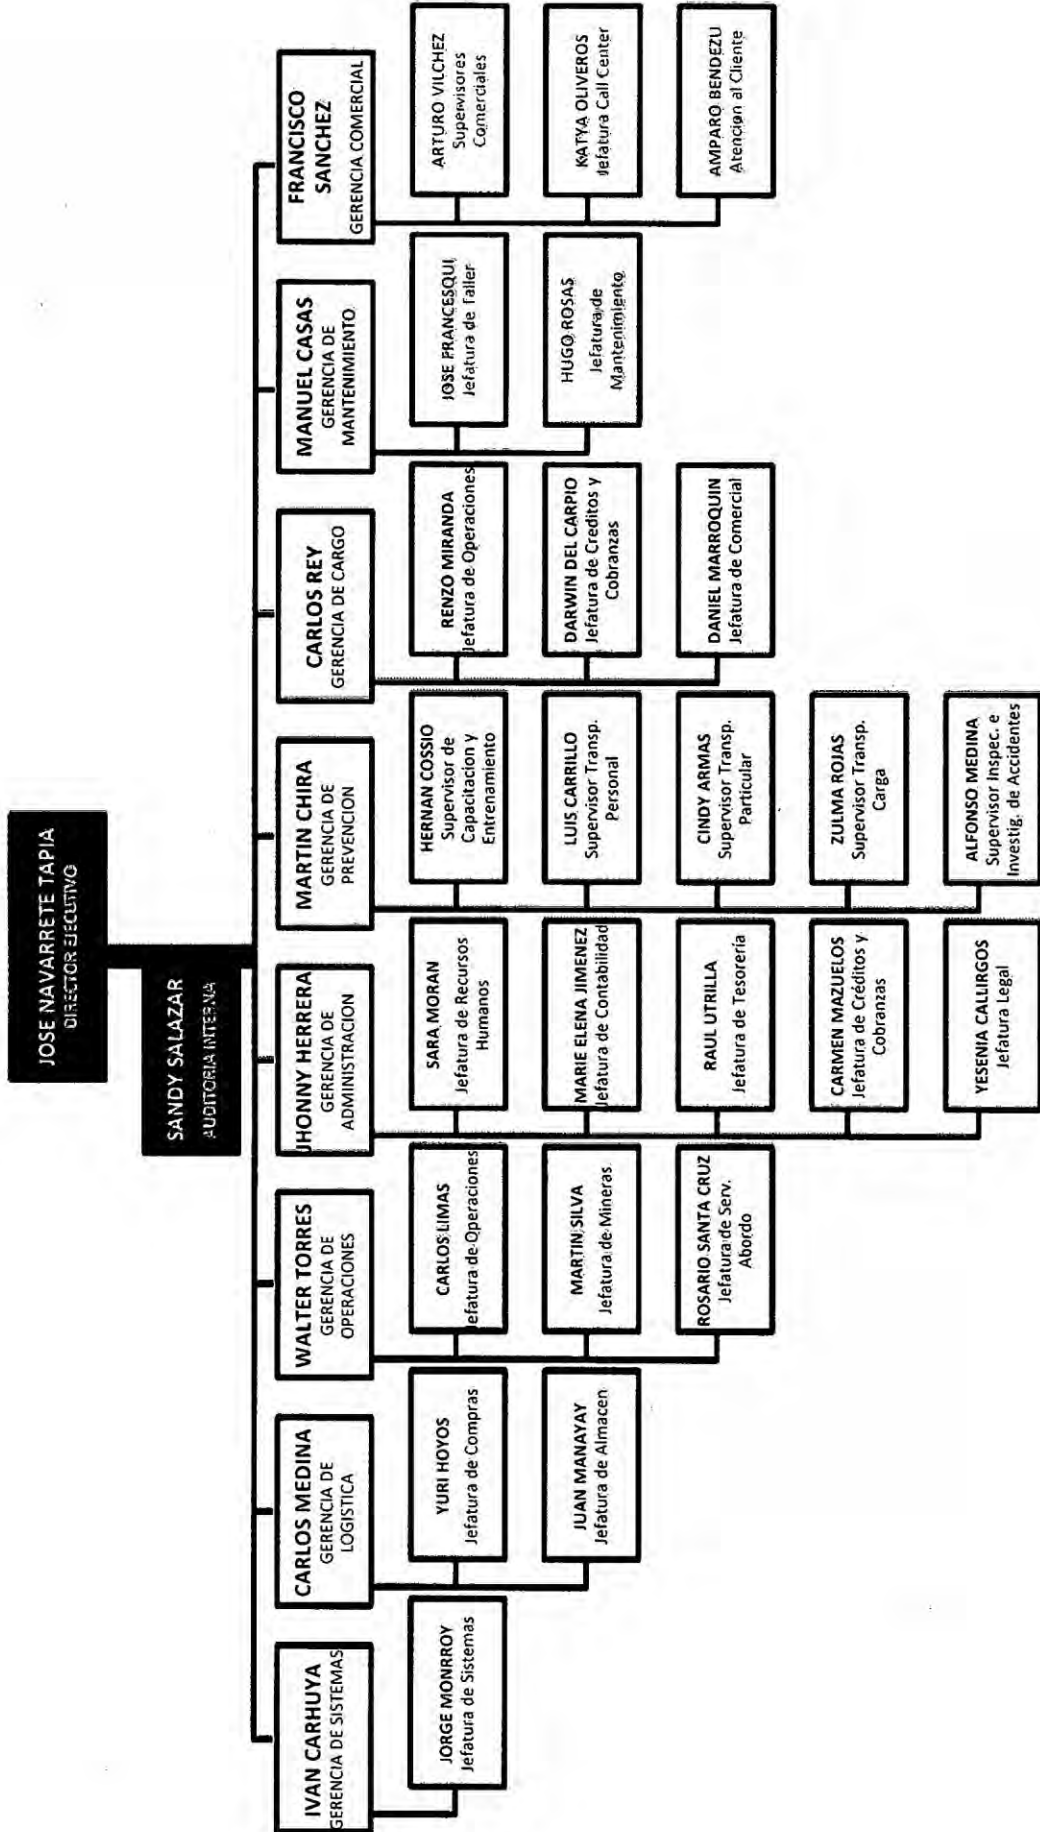 JOSE NAVARRETE TAPIA
DIRECTOR EJECUTIVO
SANDY SALAZAR
AUDITORIA INTERNA
IVAN CARHUYA
GERENCIA DE SISTEMAS
JORGE MONRROY
Jefatura de Sistemas
CARLOS MEDINA
GERENCIA DE
LOGISTICA
YURI HOYOS
Jefatura de Compras
JUAN MANAYAY
Jefatura de Almacen
WALTER TORRES
GERENCIA DE
OPERACIONES
CARLOS LIMAS
Jefatura de Operaciones
MARTIN SILVA
Jefatura de Mineras
ROSARIO SANTA CRUZ
Jefatura de Serv.
Abordo
JHONNY HERRERA
GERENCIA DE
ADMINISTRACION
SARA MORAN
Jefatura de Recursos
Humanos
MARIE ELENA JIMENEZ
Jefatura de Contabilidad
RAUL UTRILLA
Jefatura de Tesorería
CARMEN MAZUELOS
Jefatura de Créditos y
Cobranzas
YESENIA CALLIRGOS
Jefatura Legal
MARTIN CHIRA
GERENCIA DE
PREVENCION
HERNAN COSSIO
Supervisor de
Capacitacion y
Entrenamiento
LUIS CARRILLO
Supervisor Transp.
Personal
CINDY ARMAS
Supervisor Transp.
Particular
ZULMA ROJAS
Supervisor Transp.
Carga
ALFONSO MEDINA
Supervisor Inspec. e
Investig. de Accidentes
CARLOS REY
GERENCIA DE CARGO
RENZO MIRANDA
Jefatura de Operaciones
DARWIN DEL CARPIO
Jefatura de Creditos y
Cobranzas
DANIEL MARROQUIN
Jefatura de Comercial
MANUEL CASAS
GERENCIA DE
MANTENIMIENTO
JOSE FRANCESQUI
Jefatura de Taller
HUGO ROSAS
Jefatura de
Mantenimiento
FRANCISCO
SANCHEZ
GERENCIA COMERCIAL
ARTURO VILCHEZ
Supervisores
Comerciales
KATYA OLIVEROS
Jefatura Call Center
AMPARO BENDEZU
Atencion al Cliente